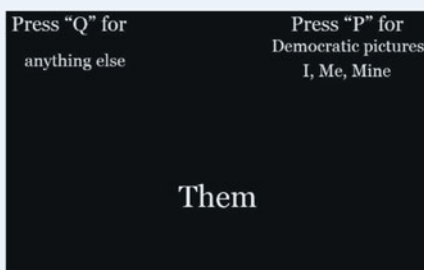 Press “Q” for
anything else
Press “P” for
Democratic pictures
I, Me, Mine
Them